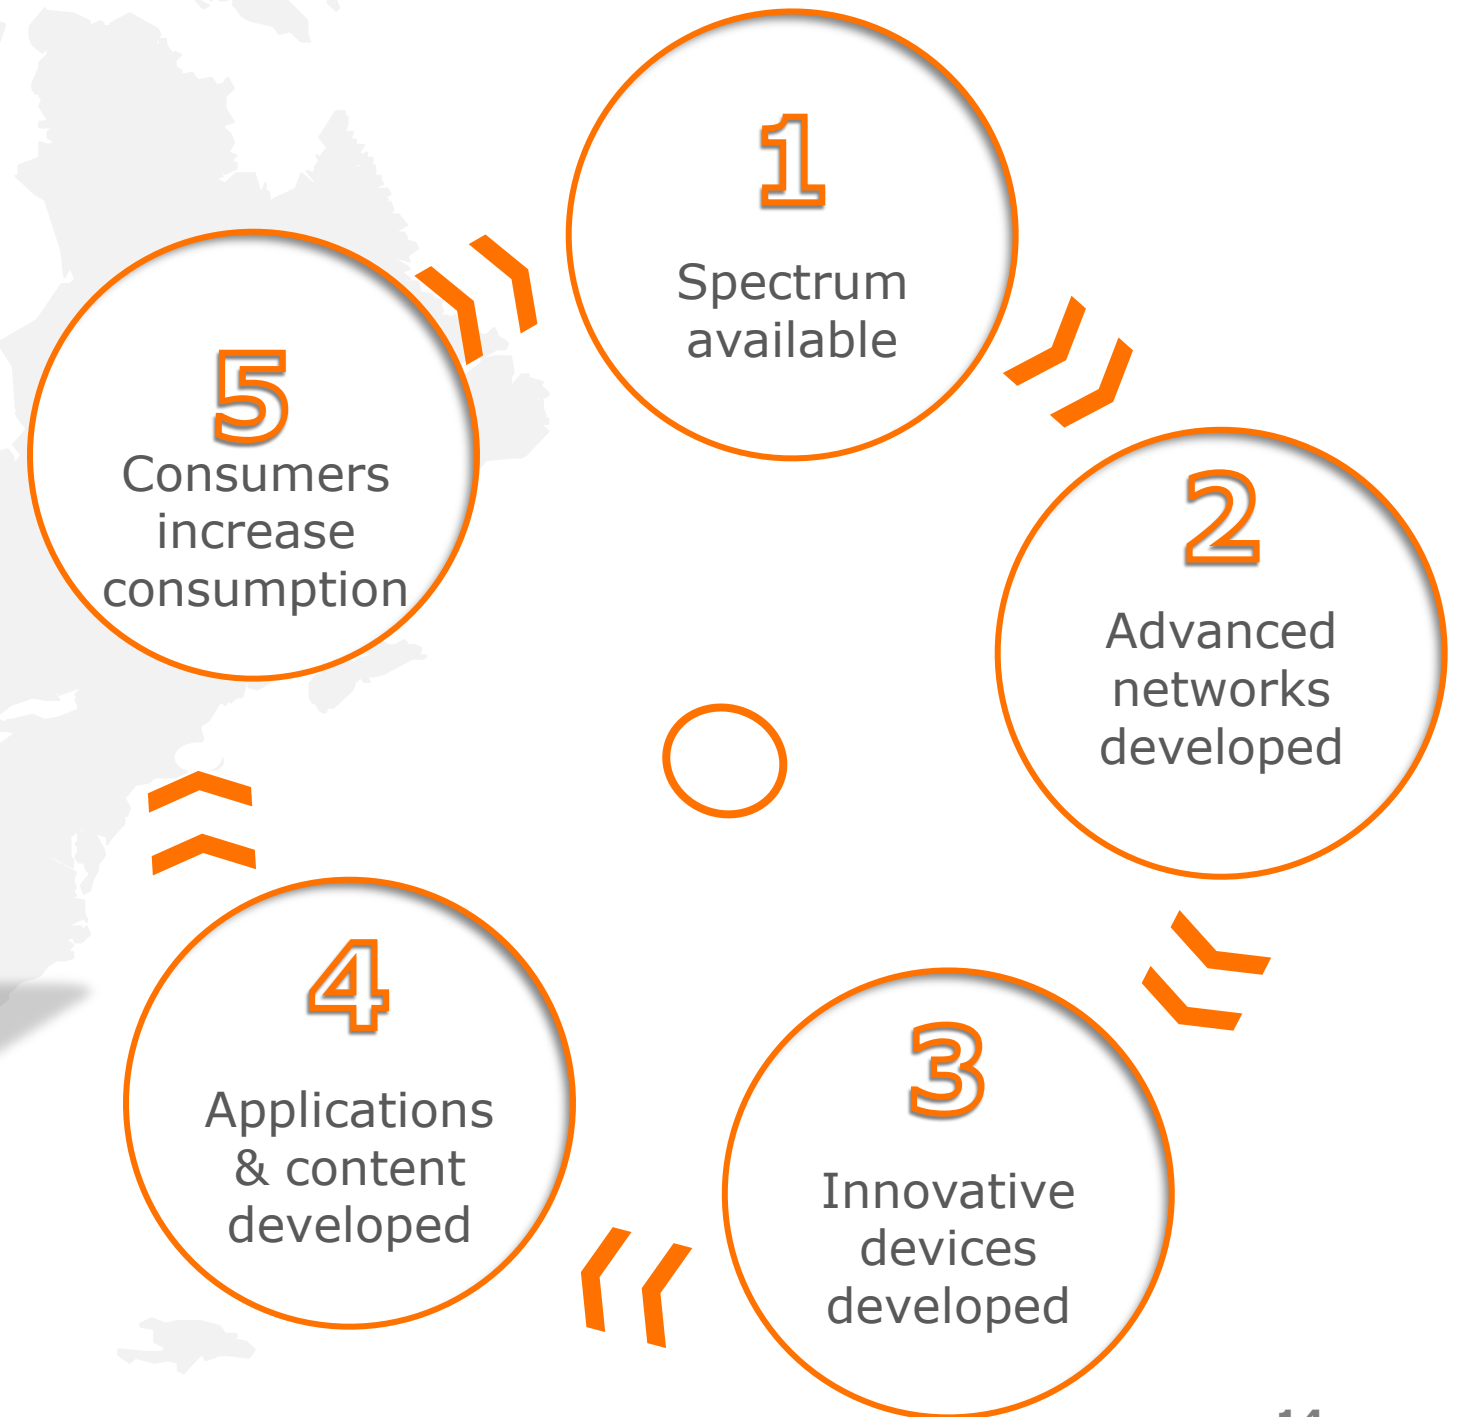 1
Spectrum
available
2
Advanced
networks
developed
3
Innovative
devices
developed
4
Applications
& content
developed
5
Consumers
increase
consumption